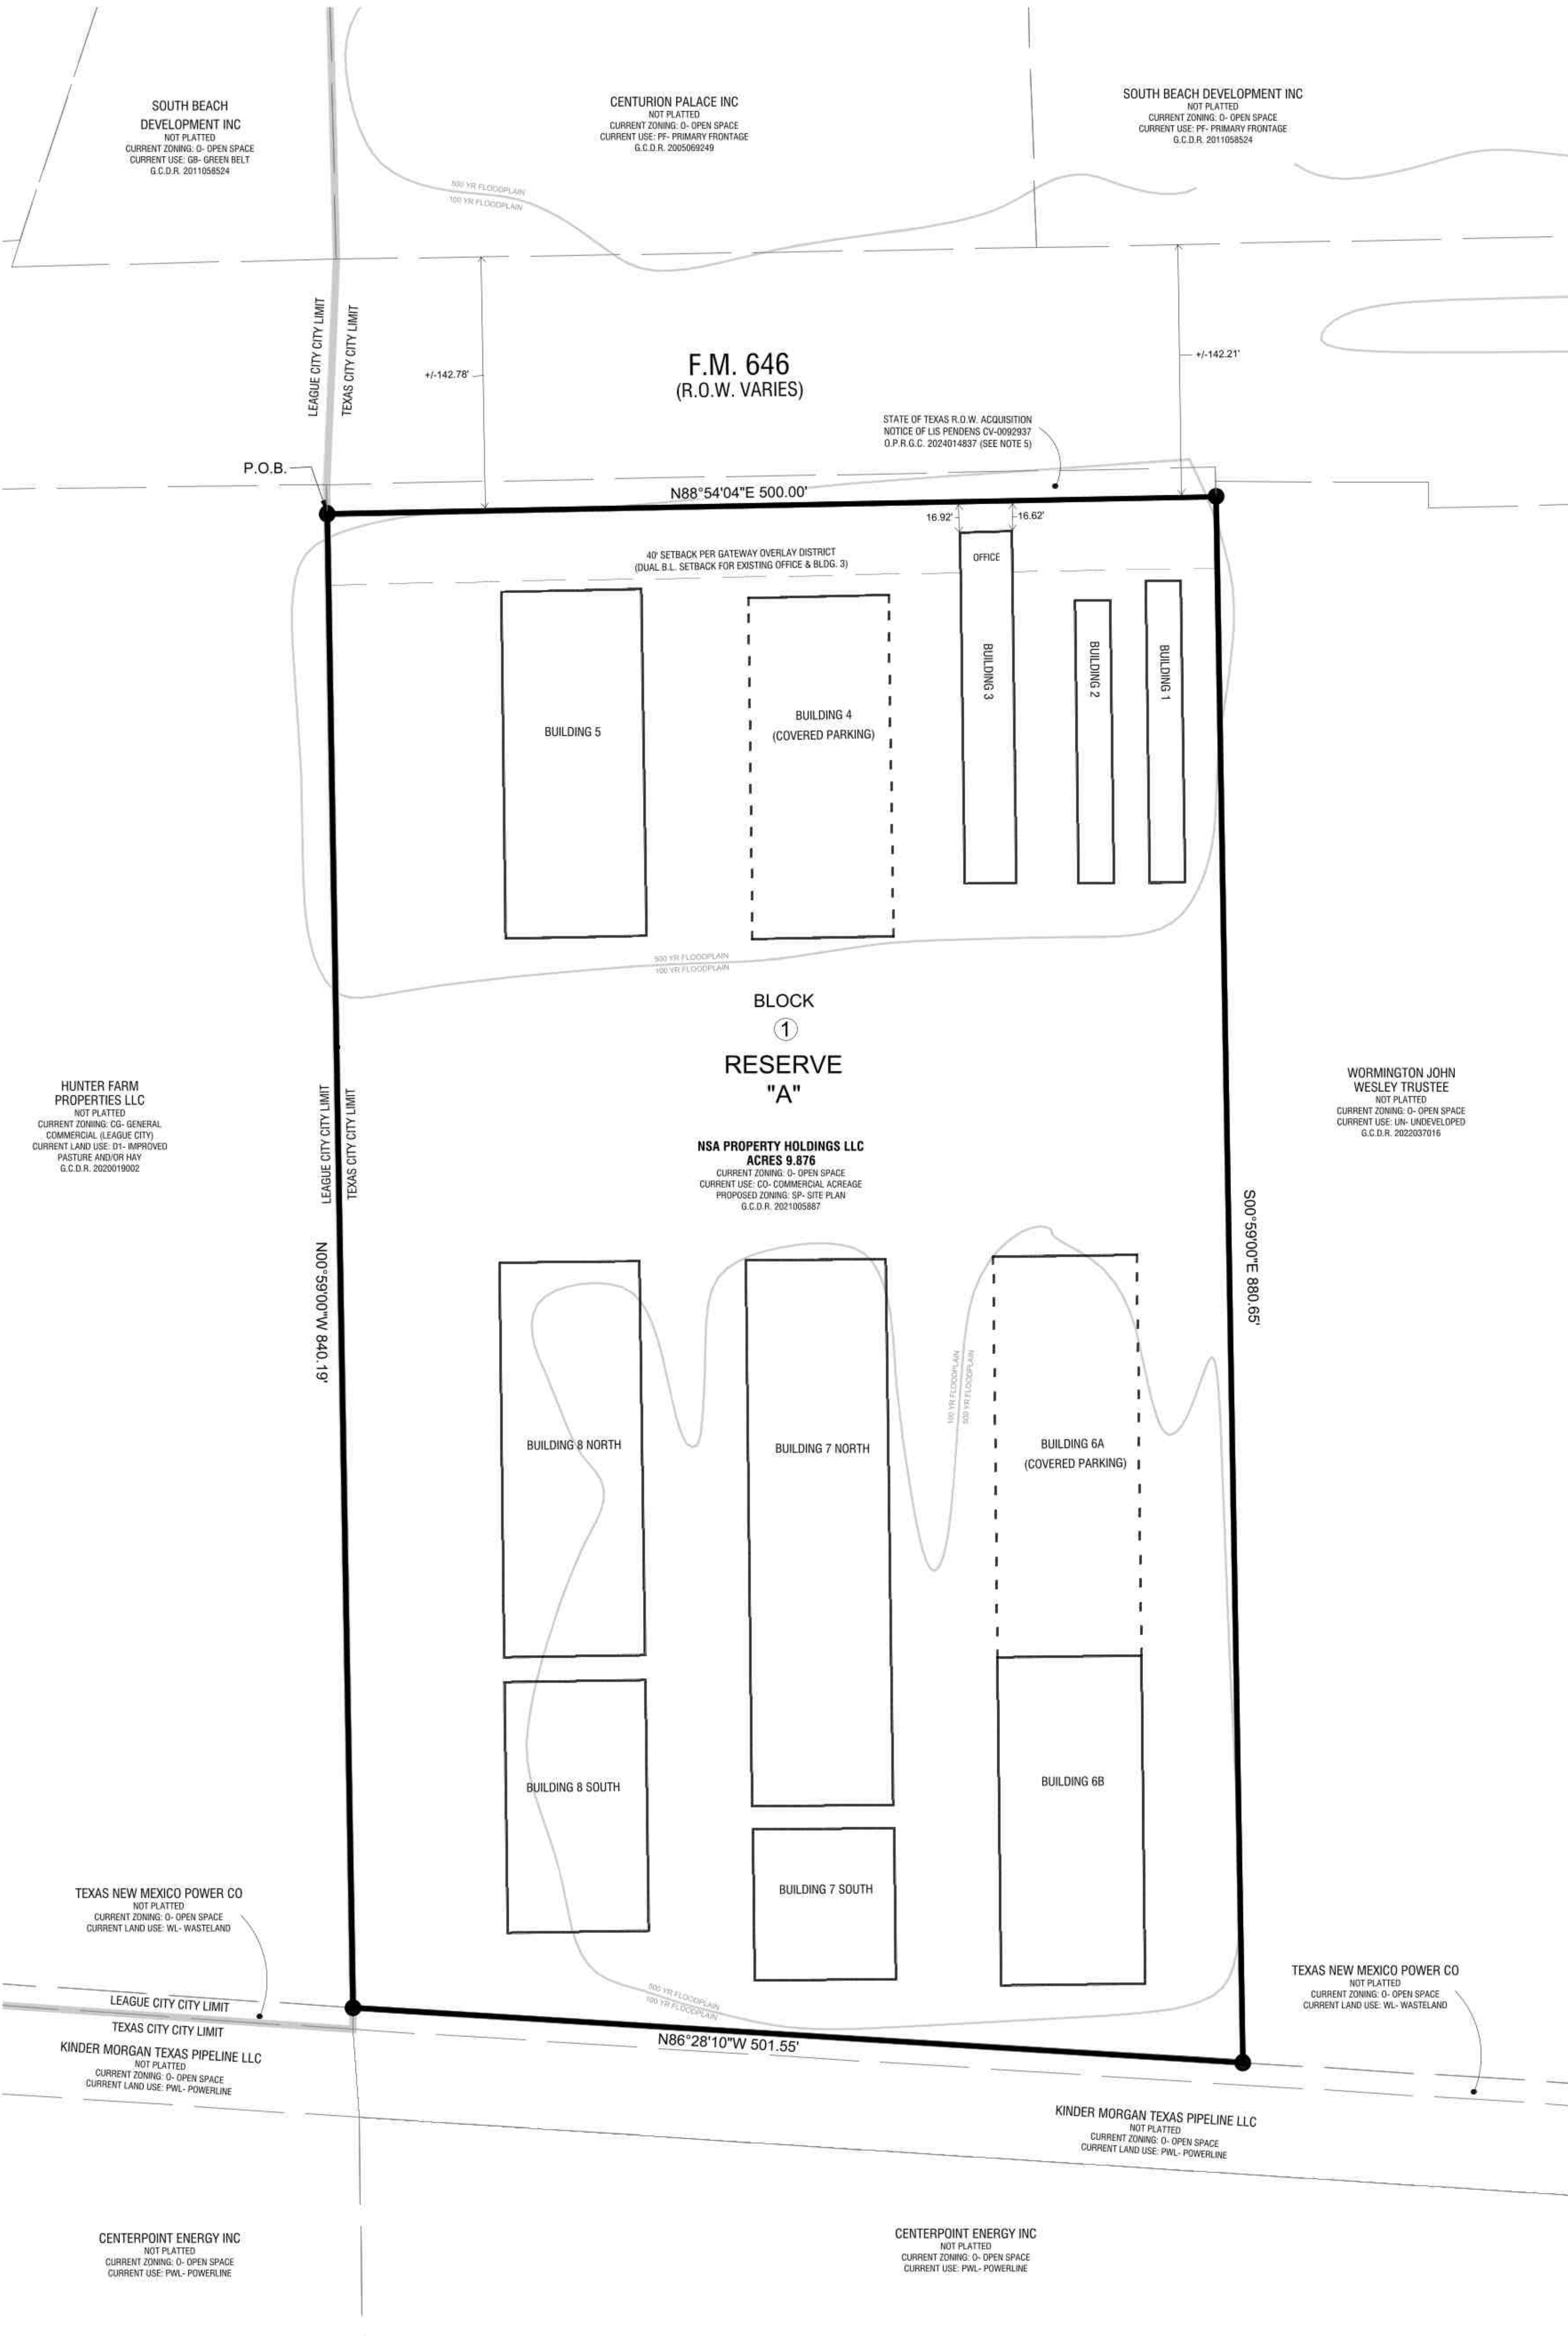 SOUTH BEACH
DEVELOPMENT INC
NOT PLATTED
CURRENT ZONING: O- OPEN SPACE
CURRENT USE: GB- GREEN BELT
G.C.D.R. 2011058524
CENTURION PALACE INC
NOT PLATTED
CURRENT ZONING: O- OPEN SPACE
CURRENT USE: PF- PRIMARY FRONTAGE
G.C.D.R. 2005069249
SOUTH BEACH DEVELOPMENT INC
NOT PLATTED
CURRENT ZONING: O- OPEN SPACE
CURRENT USE: PF- PRIMARY FRONTAGE
G.C.D.R. 2011058524
500 YR FLOODPLAIN
100 YR FLOODPLAIN
LEAGUE CITY CITY LIMIT
TEXAS CITY CITY LIMIT
+/-142.78'
F.M. 646
(R.O.W. VARIES)
+/-142.21'
STATE OF TEXAS R.O.W. ACQUISITION
NOTICE OF LIS PENDENS CV-0092937
O.P.R.G.C. 2024014837 (SEE NOTE 5)
P.O.B.
N88°54'04"E 500.00'
16.92'
16.62'
40' SETBACK PER GATEWAY OVERLAY DISTRICT
(DUAL B.L. SETBACK FOR EXISTING OFFICE & BLDG. 3)
OFFICE
BUILDING 5
BUILDING 4
(COVERED PARKING)
BUILDING 3
BUILDING 2
BUILDING 1
500 YR FLOODPLAIN
100 YR FLOODPLAIN
BLOCK
1
RESERVE
"A"
HUNTER FARM
PROPERTIES LLC
NOT PLATTED
CURRENT ZONIING: CG- GENERAL
COMMERCIAL (LEAGUE CITY)
CURRENT LAND USE: D1- IMPROVED
PASTURE AND/OR HAY
G.C.D.R. 2020019002
LEAGUE CITY CITY LIMIT
TEXAS CITY CITY LIMIT
NSA PROPERTY HOLDINGS LLC
ACRES 9.876
CURRENT ZONING: O- OPEN SPACE
CURRENT USE: CO- COMMERCIAL ACREAGE
PROPOSED ZONING: SP- SITE PLAN
G.C.D.R. 2021005887
WORMINGTON JOHN
WESLEY TRUSTEE
NOT PLATTED
CURRENT ZONING: O- OPEN SPACE
CURRENT USE: UN- UNDEVELOPED
G.C.D.R. 2022037016
N00°59'00"W 840.19'
S00°59'00"E 880.65'
100 YR FLOODPLAIN
500 YR FLOODPLAIN
BUILDING 8 NORTH
BUILDING 7 NORTH
BUILDING 6A
(COVERED PARKING)
BUILDING 8 SOUTH
BUILDING 6B
BUILDING 7 SOUTH
TEXAS NEW MEXICO POWER CO
NOT PLATTED
CURRENT ZONING: O- OPEN SPACE
CURRENT LAND USE: WL- WASTELAND
500 YR FLOODPLAIN
100 YR FLOODPLAIN
TEXAS NEW MEXICO POWER CO
NOT PLATTED
CURRENT ZONING: O- OPEN SPACE
CURRENT LAND USE: WL- WASTELAND
LEAGUE CITY CITY LIMIT
TEXAS CITY CITY LIMIT
N86°28'10"W 501.55'
KINDER MORGAN TEXAS PIPELINE LLC
NOT PLATTED
CURRENT ZONING: O- OPEN SPACE
CURRENT LAND USE: PWL- POWERLINE
KINDER MORGAN TEXAS PIPELINE LLC
NOT PLATTED
CURRENT ZONING: O- OPEN SPACE
CURRENT LAND USE: PWL- POWERLINE
CENTERPOINT ENERGY INC
NOT PLATTED
CURRENT ZONING: O- OPEN SPACE
CURRENT USE: PWL- POWERLINE
CENTERPOINT ENERGY INC
NOT PLATTED
CURRENT ZONING: O- OPEN SPACE
CURRENT USE: PWL- POWERLINE